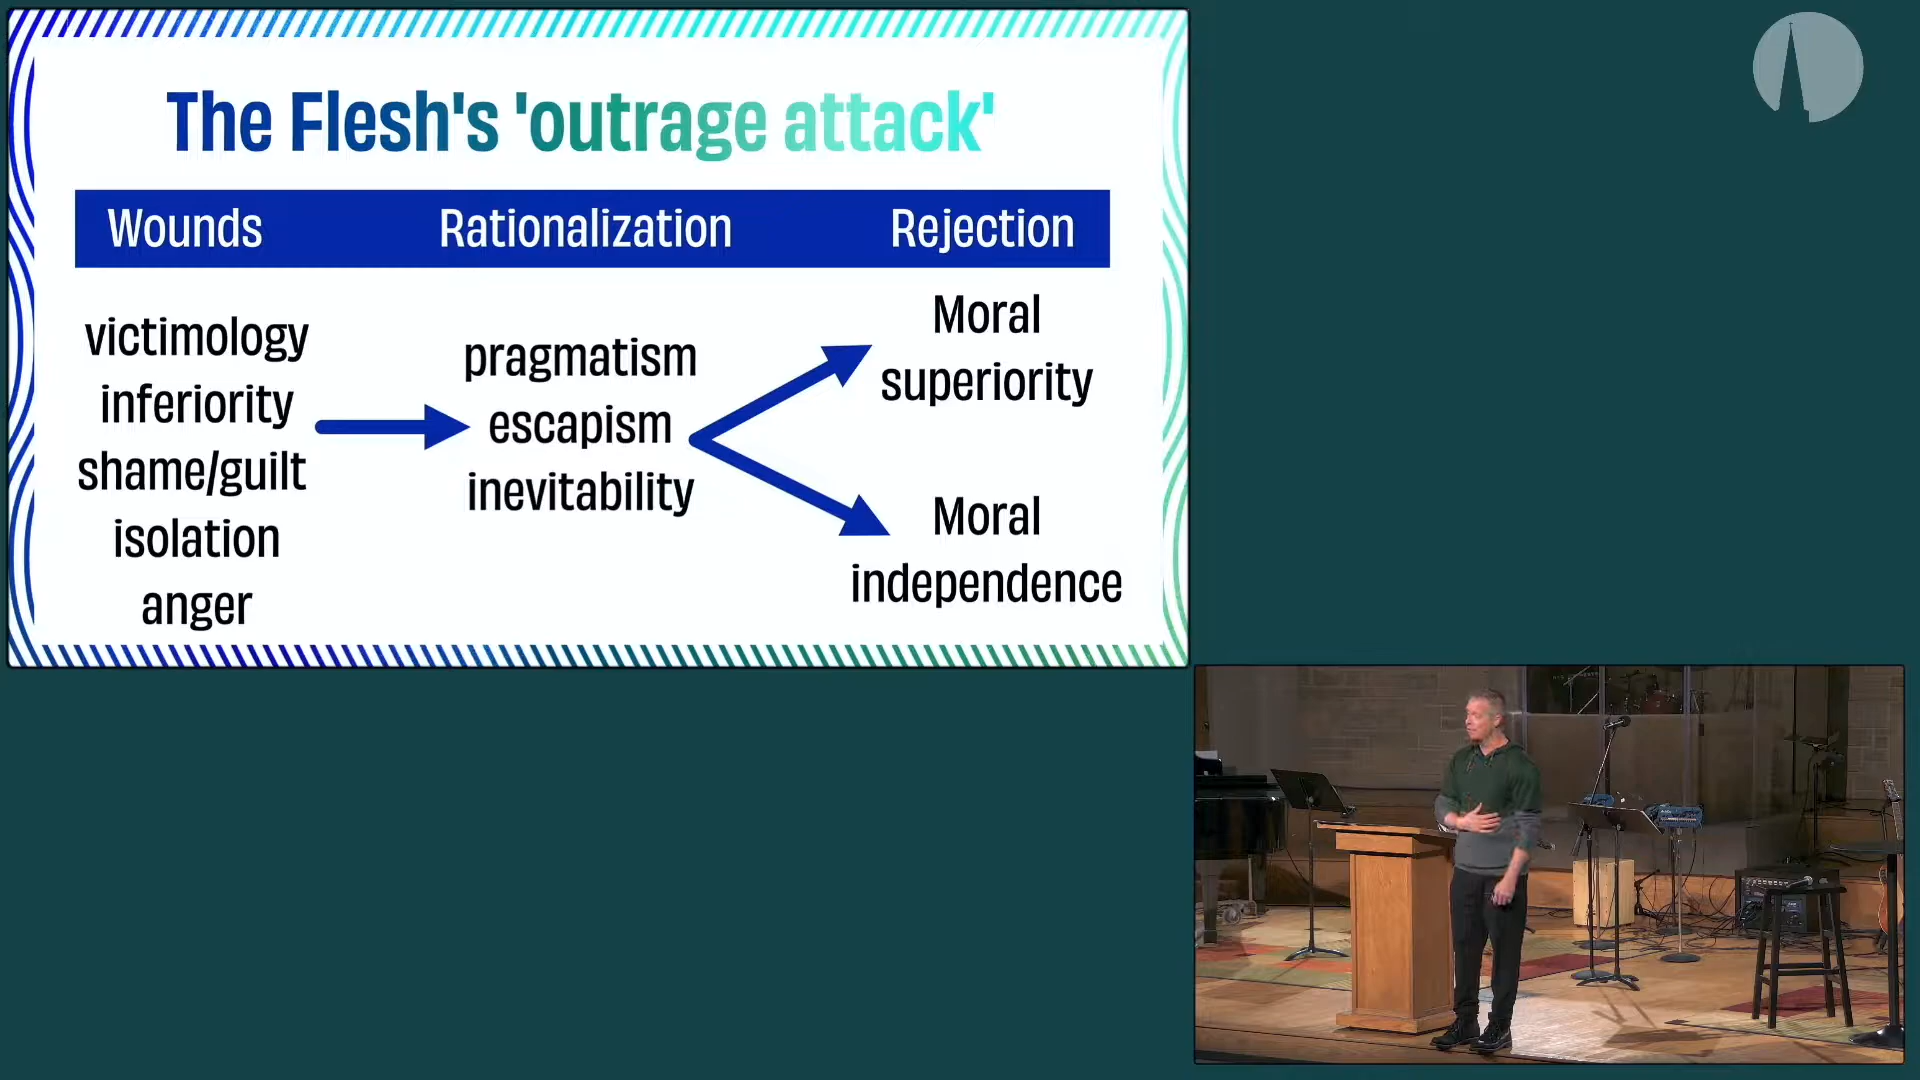 The Flesh's 'outrage attack'
Wounds Rationalization Rejection
victimology
inferiority
shame/guilt
isolation
anger
pragmatism
escapism
inevitability
Moral
superiority
Moral
independence